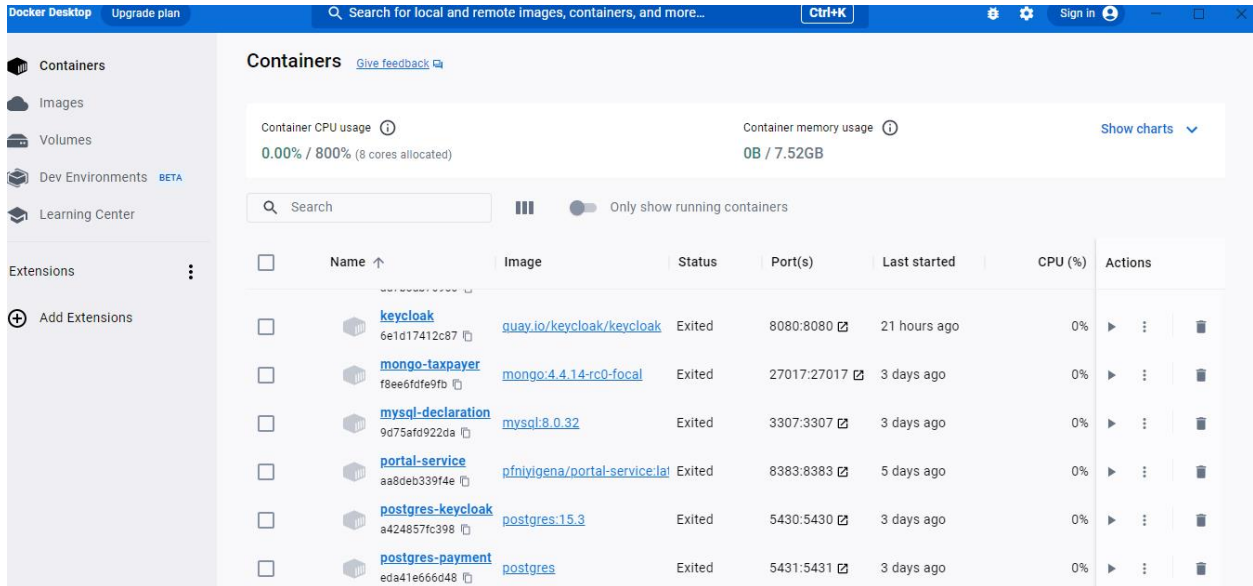 Docker Desktop Upgrade plan Search for local and remote images, containers, and more... Ctrl+K Sign in
Containers
Images
Volumes
Dev Environments BETA
Learning Center
Extensions
Add Extensions
Containers Give feedback
Container CPU usage Container memory usage
0.00% / 800% (8 cores allocated) 0B / 7.52GB
Show charts
Search Only show running containers
Name Image Status Port(s) Last started CPU (%) Actions
keycloak quay.io/keycloak/keycloak Exited 8080:8080 21 hours ago 0%
6e1d17412c87
mongo-taxpayer mongo:4.4.14-rc0-focal Exited 27017:27017 3 days ago 0%
f8ee6fdfe9fb
mysql-declaration mysql:8.0.32 Exited 3307:3307 3 days ago 0%
9d75afd922da
portal-service pfniyigena/portal-service:lat Exited 8383:8383 5 days ago 0%
aa8deb339f4e
postgres-keycloak postgres:15.3 Exited 5430:5430 3 days ago 0%
a424857fc398
postgres-payment postgres Exited 5431:5431 3 days ago 0%
eda41e666d48